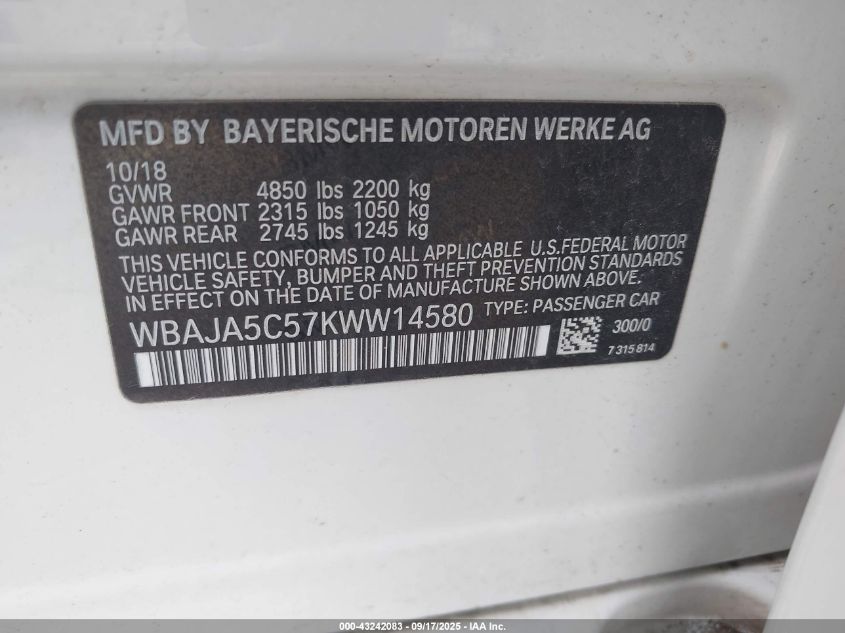 MFD BY BAYERISCHE MOTOREN WERKE AG
10/18
GVWR 4850 lbs 2200 kg
GAWR FRONT 2315 lbs 1050 kg
GAWR REAR 2745 lbs 1245 kg
THIS VEHICLE CONFORMS TO ALL APPLICABLE U.S.FEDERAL MOTOR
VEHICLE SAFETY, BUMPER AND THEFT PREVENTION STANDARDS
IN EFFECT ON THE DATE OF MANUFACTURE SHOWN ABOVE.
WBAJA5C57KWW14580 TYPE: PASSENGER CAR
300/0
7 315 814
000-43242083 - 09/17/2025 - IAA Inc.